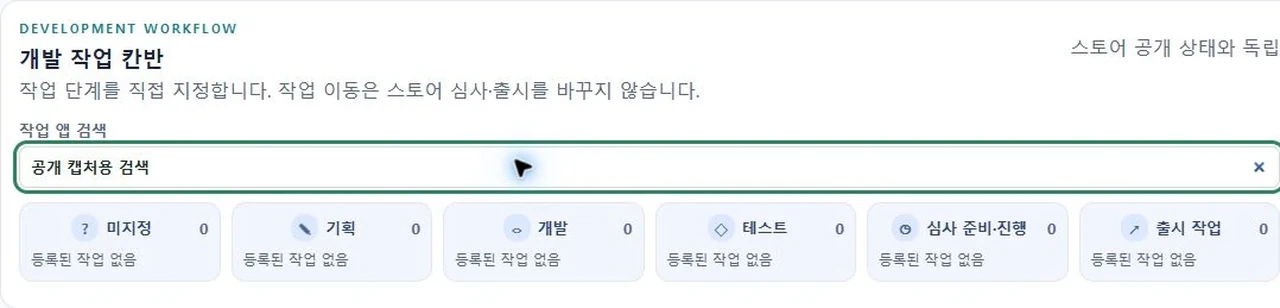 DEVELOPMENT WORKFLOW
개발 작업 칸반
스토어 공개 상태와 독립
작업 단계를 직접 지정합니다. 작업 이동은 스토어 심사·출시를 바꾸지 않습니다.
작업 앱 검색
공개 캡처용 검색 ×
? 미지정 0 기획 0 개발 0 테스트 0 심사 준비·진행 0 출시 작업 0
등록된 작업 없음 등록된 작업 없음 등록된 작업 없음 등록된 작업 없음 등록된 작업 없음 등록된 작업 없음